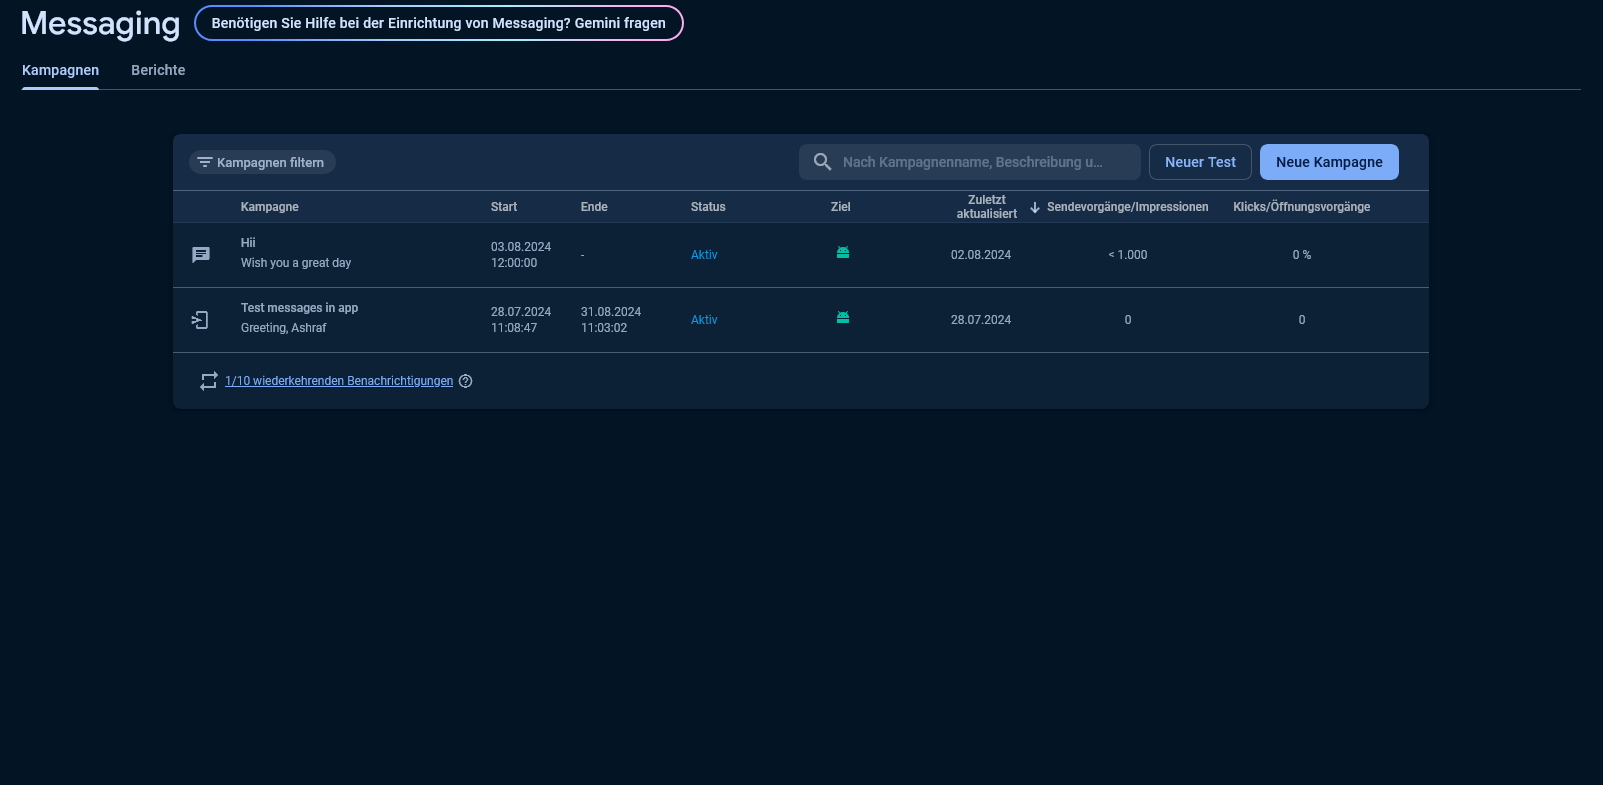 Messaging
Benötigen Sie Hilfe bei der Einrichtung von Messaging? Gemini fragen
Kampagnen
Berichte
Kampagnen filtern
Nach Kampagnenname, Beschreibung u...
Neuer Test
Neue Kampagne
Kampagne
Start
Ende
Status
Ziel
Zuletzt
aktualisiert
Sendevorgänge/Impressionen
Klicks/Öffnungsvorgänge
Hii
Wish you a great day
03.08.2024
12:00:00
-
Aktiv
02.08.2024
< 1.000
0 %
Test messages in app
Greeting, Ashraf
28.07.2024
11:08:47
31.08.2024
11:03:02
Aktiv
28.07.2024
0
0
1/10 wiederkehrenden Benachrichtigungen